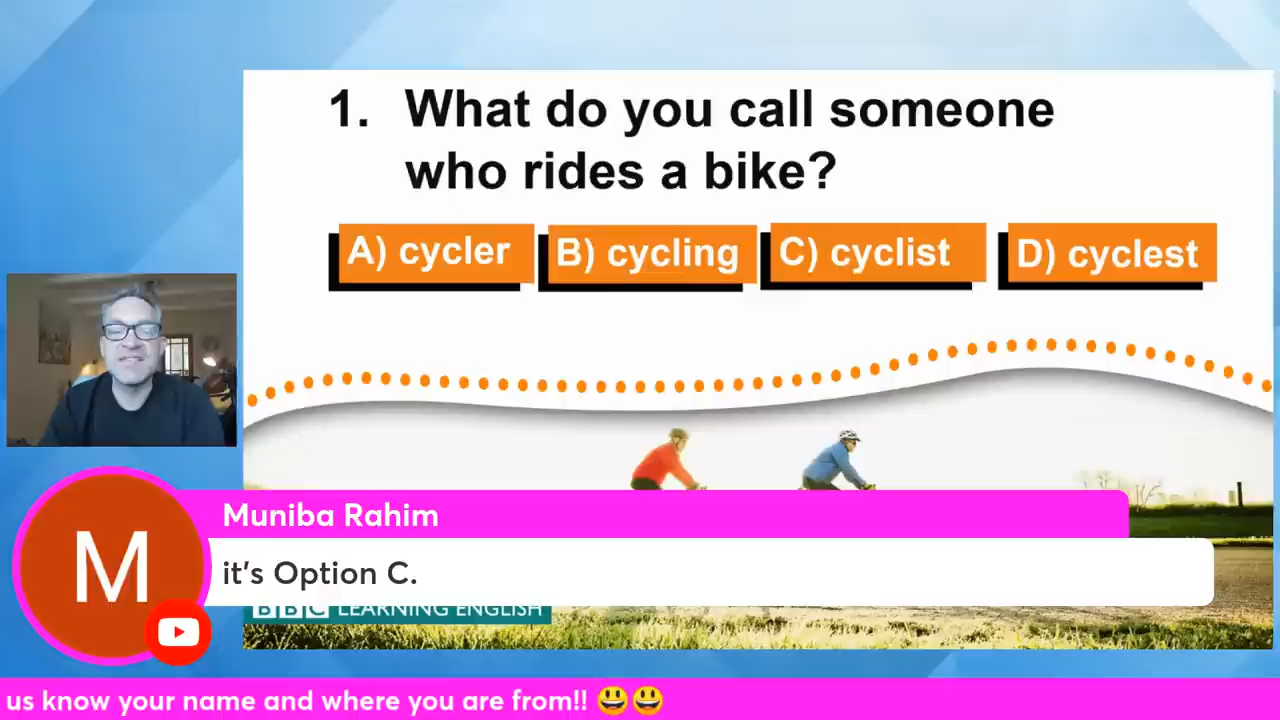 1. What do you call someone
who rides a bike?
A) cycler
B) cycling
C) cyclist
D) cyclest
Muniba Rahim
M
it's Option C.
BBC LEARNING ENGLISH
us know your name and where you are from!! 😃😃